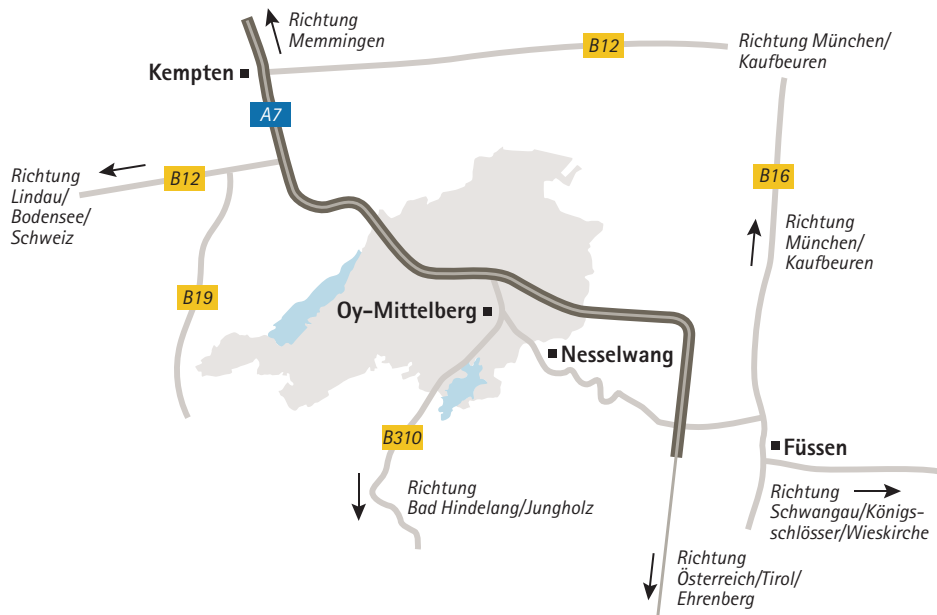 Richtung
Memmingen
B12
Richtung München/
Kaufbeuren
Kempten
A7
Richtung
Lindau/
Bodensee/
Schweiz
B12
B16
Richtung
München/
Kaufbeuren
B19
Oy-Mittelberg
Nesselwang
B310
Füssen
Richtung
Bad Hindelang/Jungholz
Richtung
Schwangau/Königs-
schlösser/Wieskirche
Richtung
Österreich/Tirol/
Ehrenberg